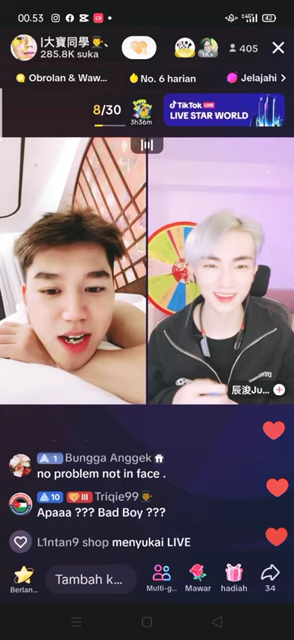 00.53
42
|大寶同學👨‍🎓、
285.8K suka
405
Obrolan & Waw...
No. 6 harian
Jelajahi >
8/30
3h36m
TikTok LIVE
LIVE STAR WORLD
辰浚Ju...
1 Bungga Anggek
no problem not in face .
10 III Triqie99
Apaaa ??? Bad Boy ???
L1ntan9 shop menyukai LIVE
Berlan...
Tambah k...
Multi-g...
Mawar
hadiah
34